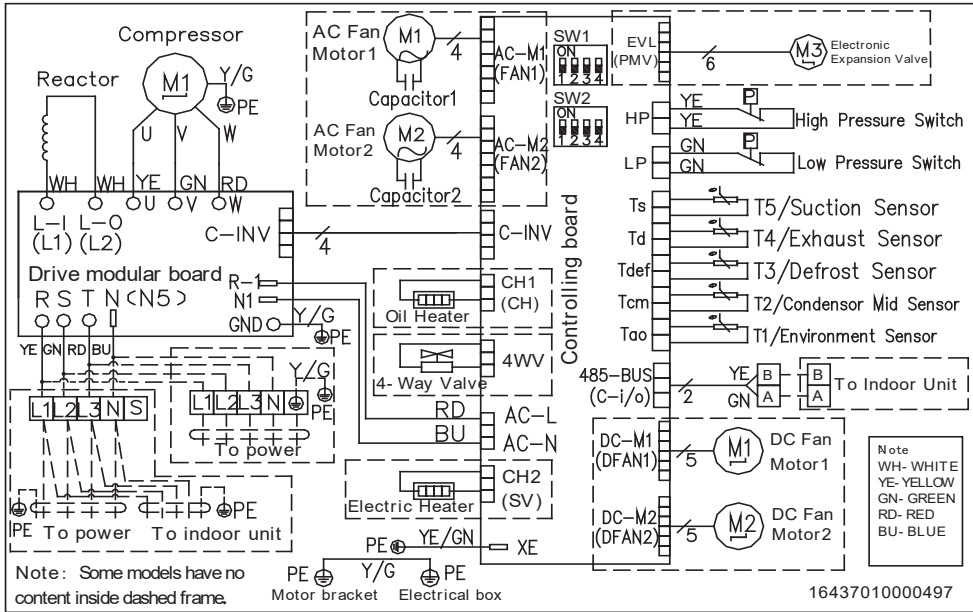 Compressor
Reactor
M1
Y/G
PE
U
V
W
WH
WH
YE
GN
RD
U
V
W
L-I
(L1)
L-O
(L2)
C-INV
4
Drive modular board
R S T N (N5)
R-1
N1
GND
Y/G
PE
YE GN RD BU
L1 L2 L3 N S
L1 L2 L3 N
Y/G
PE
To power
PE
To power
To indoor unit
PE
Note: Some models have no
content inside dashed frame.
AC Fan
Motor1
M1
4
Capacitor1
AC Fan
Motor2
M2
4
Capacitor2
AC-M1
(FAN1)
AC-M2
(FAN2)
C-INV
CH1
(CH)
Oil Heater
4WV
4-Way Valve
RD
BU
AC-L
AC-N
CH2
(SV)
Electric Heater
PE
YE/GN
XE
PE
Y/G
PE
Motor bracket
Electrical box
SW1
ON
1 2 3 4
SW2
ON
1 2 3 4
Controlling board
EVL
(PMV)
6
M3
Electronic
Expansion Valve
HP
YE
YE
P
High Pressure Switch
LP
GN
GN
P
Low Pressure Switch
Ts
T5/Suction Sensor
Td
T4/Exhaust Sensor
Tdef
T3/Defrost Sensor
Tcm
T2/Condensor Mid Sensor
Tao
T1/Environment Sensor
485-BUS
(C-i/o)
2
YE
GN
B
A
B
A
To Indoor Unit
DC-M1
(DFAN1)
5
M1
DC Fan
Motor1
DC-M2
(DFAN2)
5
M2
DC Fan
Motor2
Note
WH-WHITE
YE-YELLOW
GN-GREEN
RD-RED
BU-BLUE
16437010000497